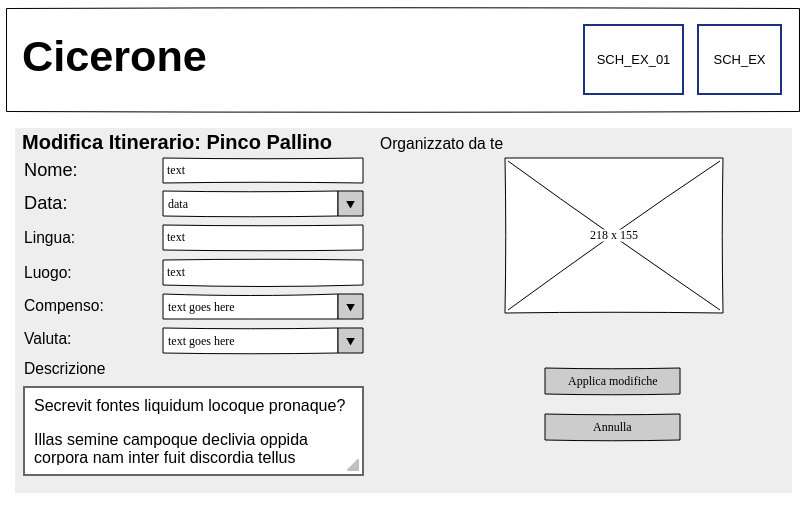 Cicerone
SCH_EX_01
SCH_EX
Modifica Itinerario: Pinco Pallino
Organizzato da te
Nome:
text
Data:
data
Lingua:
text
Luogo:
text
Compenso:
text goes here
Valuta:
text goes here
Descrizione
Secrevit fontes liquidum locoque pronaque?
Illas semine campoque declivia oppida
corpora nam inter fuit discordia tellus
218 x 155
Applica modifiche
Annulla